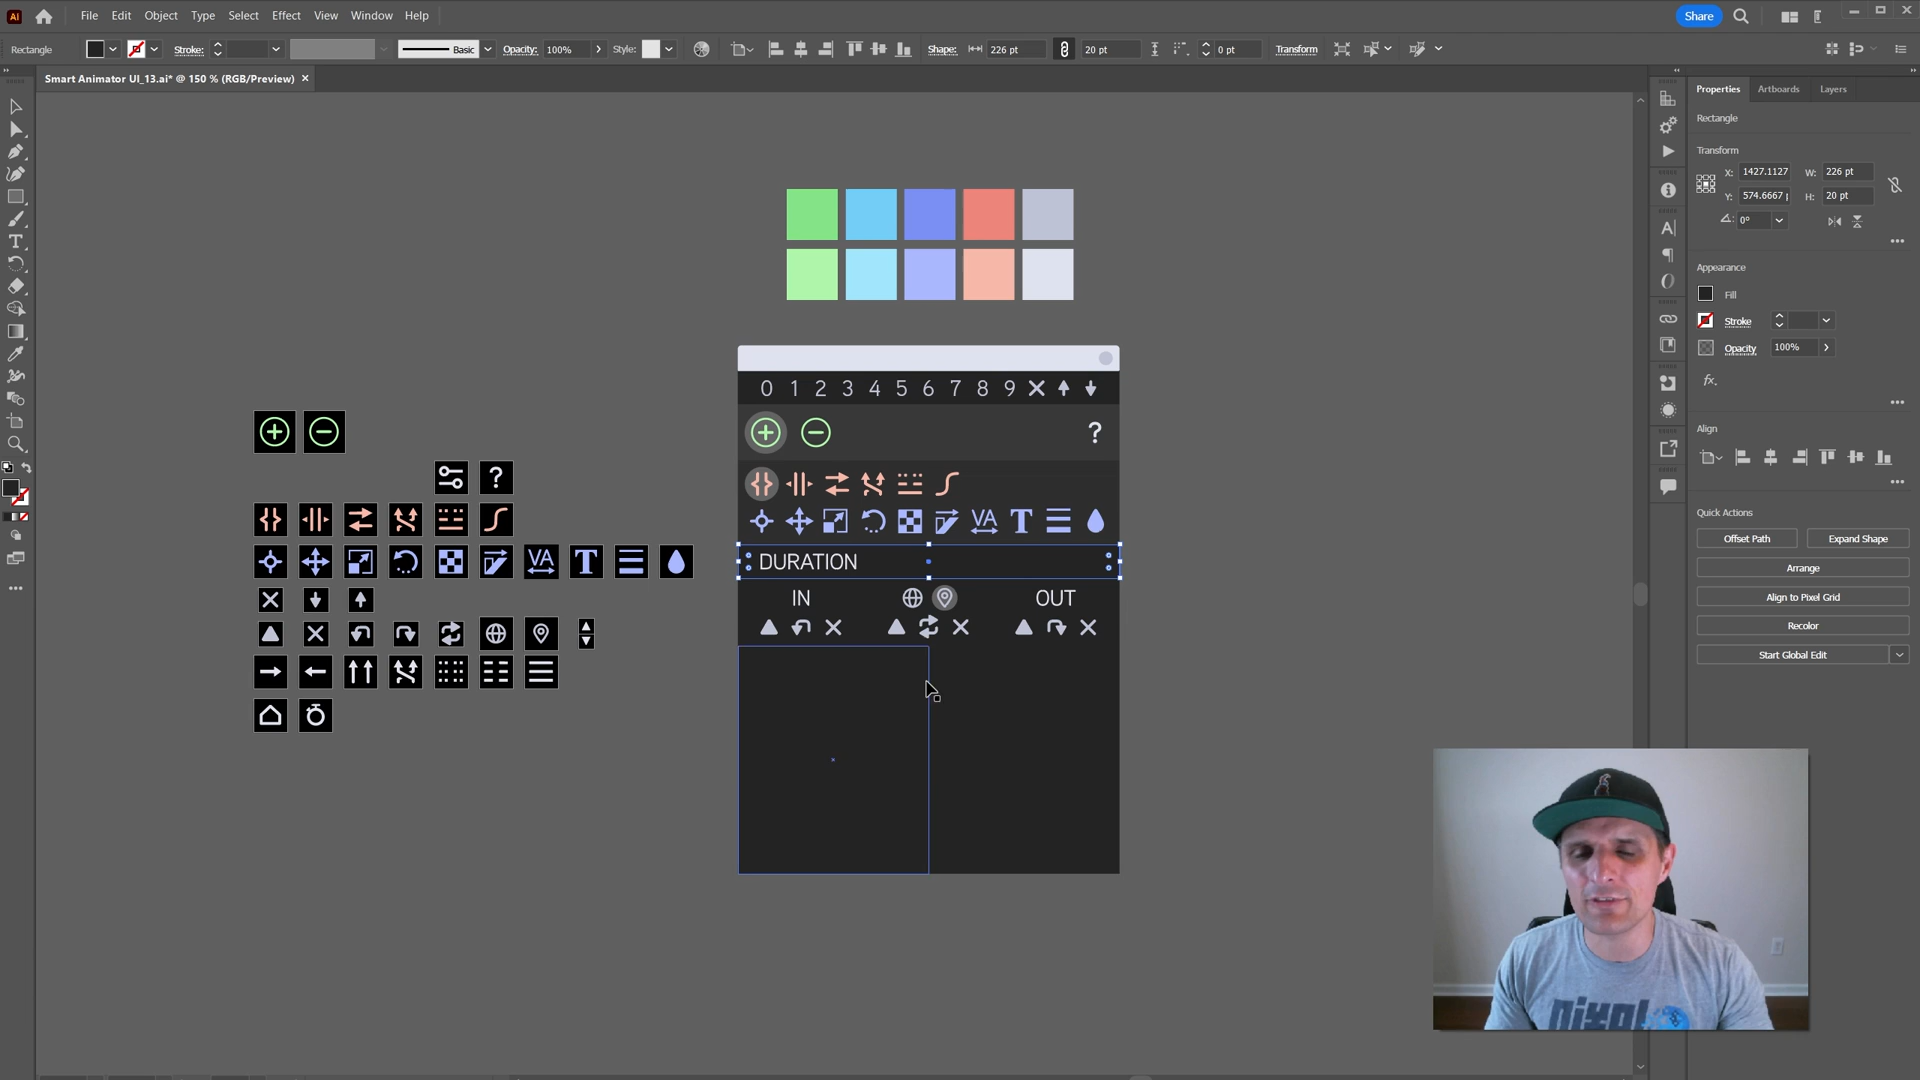 Ai File Edit Object Type Select Effect View Window Help Share
Rectangle Stroke: Basic Opacity: 100% Style: Shape: 226 pt 20 pt 0 pt Transform
Smart Animator UI_13.ai* @ 150 % (RGB/Preview) ×
Properties Artboards Layers
Rectangle
Transform
X: 1427.1127 W: 226 pt
Y: 574.6667 H: 20 pt
0°
Appearance
Fill
Stroke
Opacity 100%
fx.
Align
Quick Actions
Offset Path Expand Shape
Arrange
Align to Pixel Grid
Recolor
Start Global Edit
0 1 2 3 4 5 6 7 8 9
?
?
VA T
VA T
DURATION
IN OUT